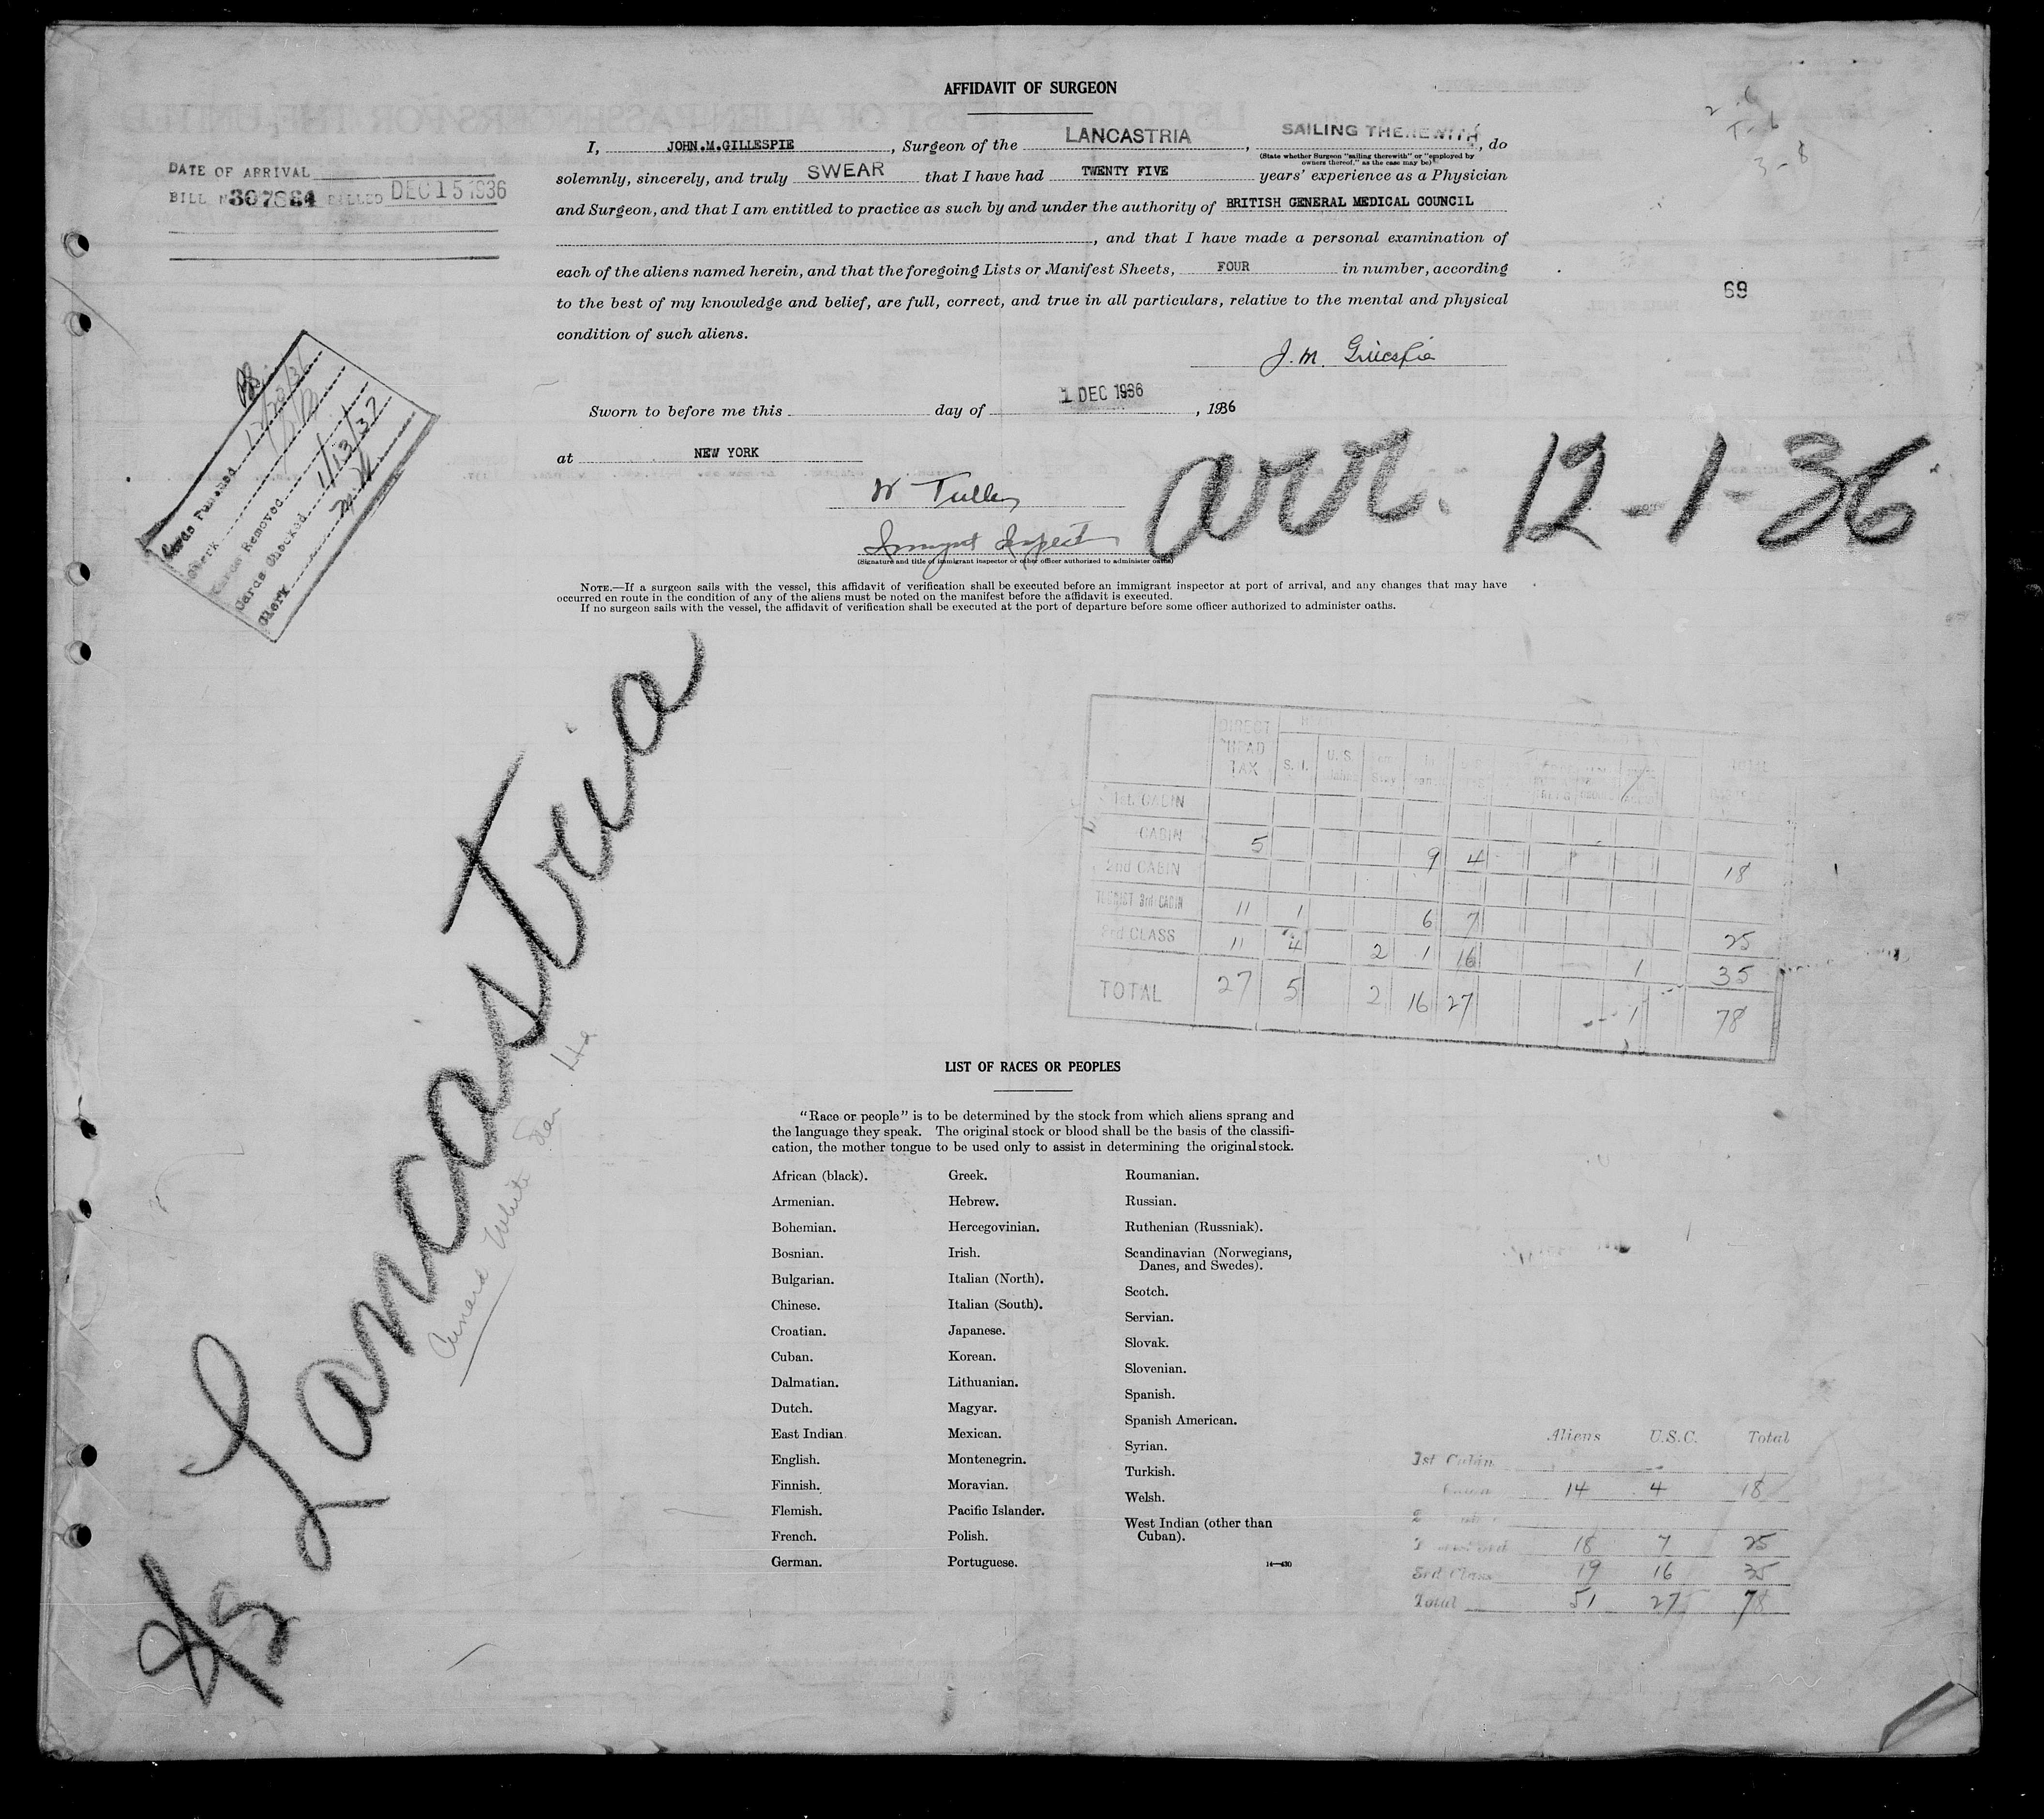 AFFIDAVIT OF SURGEON
I, JOHN.M.GILLESPIE, Surgeon of the LANCASTRIA, SAILING THEREWITH, do
(State whether Surgeon "sailing therewith" or "employed by owners thereof," as the case may be)
solemnly, sincerely, and truly SWEAR that I have had TWENTY FIVE years' experience as a Physician
and Surgeon, and that I am entitled to practice as such by and under the authority of BRITISH GENERAL MEDICAL COUNCIL
, and that I have made a personal examination of
each of the aliens named herein, and that the foregoing Lists or Manifest Sheets, FOUR in number, according
to the best of my knowledge and belief, are full, correct, and true in all particulars, relative to the mental and physical
condition of such aliens.
J. M. Gillespie
Sworn to before me this day of 1 DEC 1936, 1936
at NEW YORK
W Tulley
Immgnt Inspect
(Signature and title of immigrant inspector or other officer authorized to administer oaths)
NOTE.—If a surgeon sails with the vessel, this affidavit of verification shall be executed before an immigrant inspector at port of arrival, and any changes that may have
occurred en route in the condition of any of the aliens must be noted on the manifest before the affidavit is executed.
If no surgeon sails with the vessel, the affidavit of verification shall be executed at the port of departure before some officer authorized to administer oaths.
DATE OF ARRIVAL
BILL BILLED DEC 15 1936
69
2
3-8
Cards Punched
Clerk
Cards Removed
Cards Checked 1/13/37
Clerk
arr. 12-1-36
S/S Lancastria
Cunard White Star
DIRECT HEAD TAX S. I. U. S.
1st. CABIN
CABIN 5 9 4 18
2nd CABIN
TOURIST 3rd CABIN 11 1 6 7 25
3rd CLASS 11 4 2 1 16 1 35
TOTAL 27 5 2 16 27 1 78
LIST OF RACES OR PEOPLES
"Race or people" is to be determined by the stock from which aliens sprang and
the language they speak. The original stock or blood shall be the basis of the classifi-
cation, the mother tongue to be used only to assist in determining the original stock.
African (black).
Armenian.
Bohemian.
Bosnian.
Bulgarian.
Chinese.
Croatian.
Cuban.
Dalmatian.
Dutch.
East Indian.
English.
Finnish.
Flemish.
French.
German.
Greek.
Hebrew.
Hercegovinian.
Irish.
Italian (North).
Italian (South).
Japanese.
Korean.
Lithuanian.
Magyar.
Mexican.
Montenegrin.
Moravian.
Pacific Islander.
Polish.
Portuguese.
Roumanian.
Russian.
Ruthenian (Russniak).
Scandinavian (Norwegians,
Danes, and Swedes).
Scotch.
Servian.
Slovak.
Slovenian.
Spanish.
Spanish American.
Syrian.
Turkish.
Welsh.
West Indian (other than
Cuban).
14—430
Aliens U.S.C. Total
1st Cabin
Cabin 14 4 18
18 7 25
3rd Class 19 16 35
Total 51 27 78